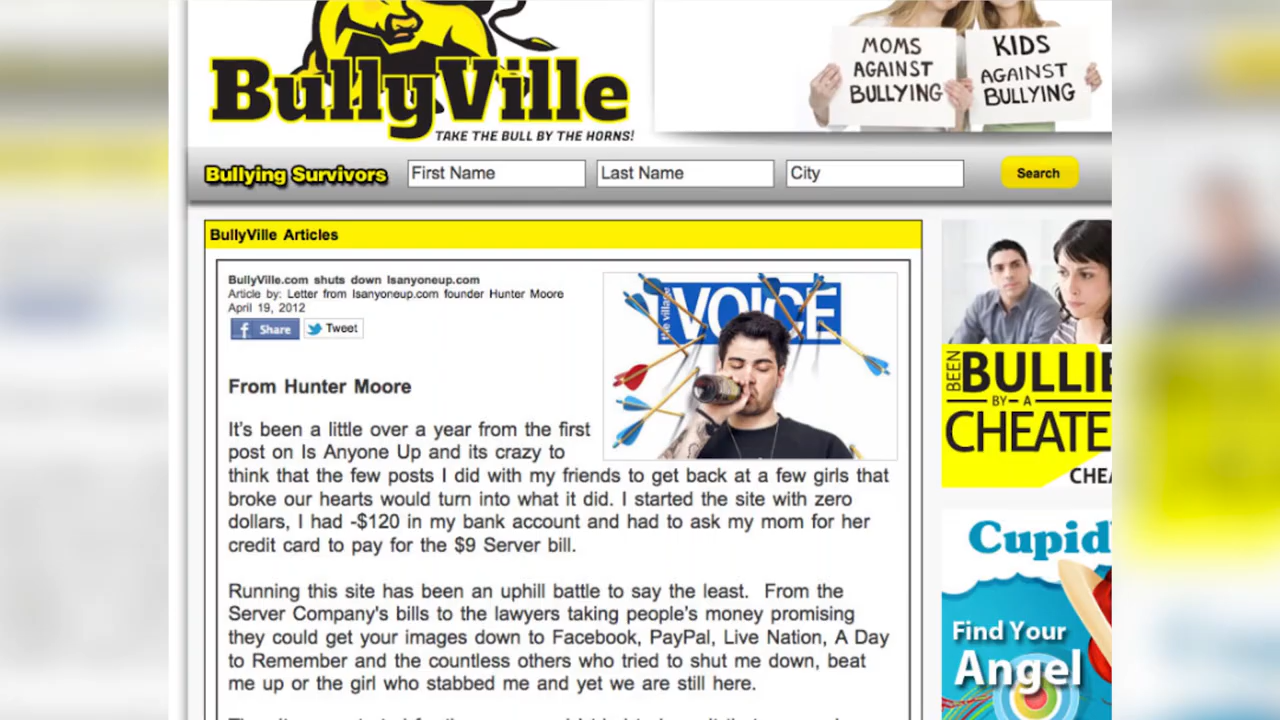 BullyVille
TAKE THE BULL BY THE HORNS!
MOMS
AGAINST
BULLYING
KIDS
AGAINST
BULLYING
Bullying Survivors
First Name
Last Name
City
Search
BullyVille Articles
BullyVille.com shuts down Isanyoneup.com
Article by: Letter from Isanyoneup.com founder Hunter Moore
April 19, 2012
f Share
Tweet
the village VOICE
From Hunter Moore
It's been a little over a year from the first
post on Is Anyone Up and its crazy to
think that the few posts I did with my friends to get back at a few girls that
broke our hearts would turn into what it did. I started the site with zero
dollars, I had -$120 in my bank account and had to ask my mom for her
credit card to pay for the $9 Server bill.
Running this site has been an uphill battle to say the least. From the
Server Company's bills to the lawyers taking people's money promising
they could get your images down to Facebook, PayPal, Live Nation, A Day
to Remember and the countless others who tried to shut me down, beat
me up or the girl who stabbed me and yet we are still here.
BEEN
BULLIE
BY A
CHEATE
CHEA
Cupid
Find Your
Angel